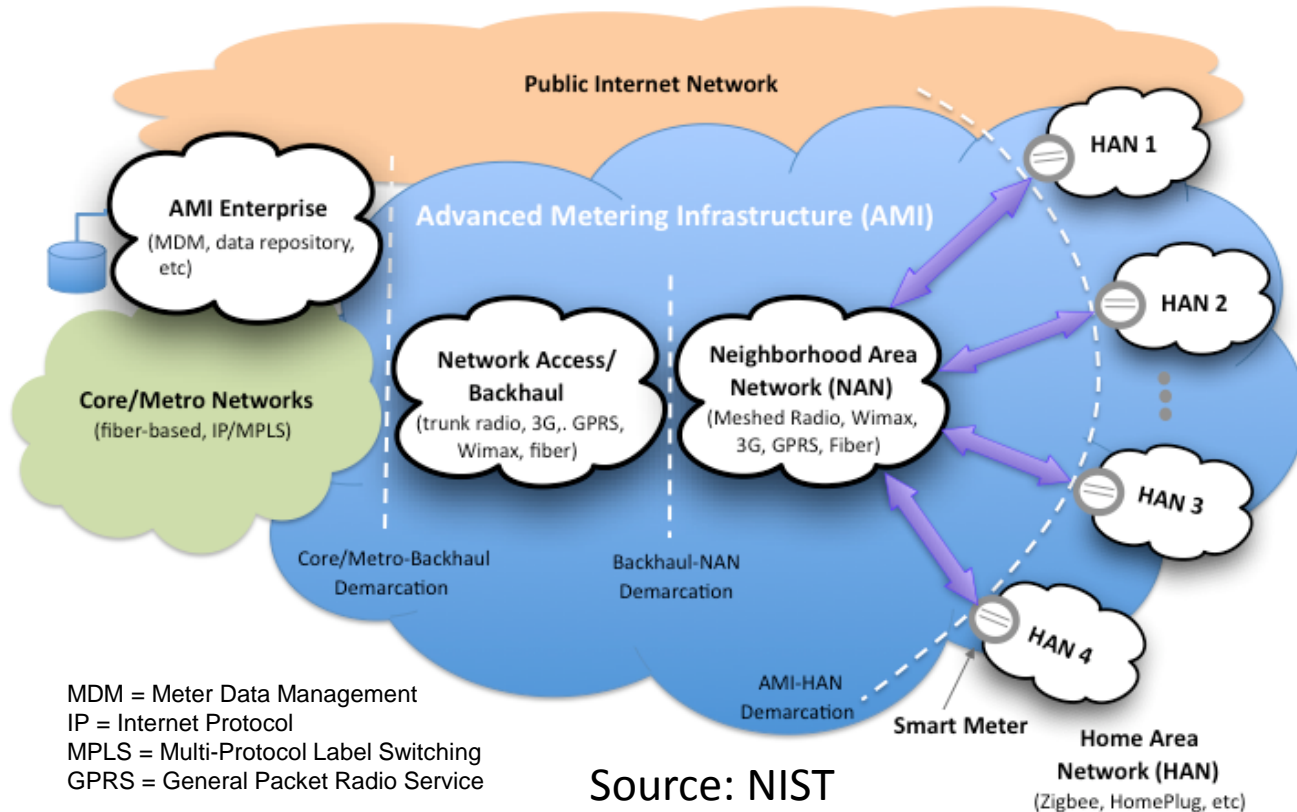 Public Internet Network
HAN 1
AMI Enterprise
(MDM, data repository,
etc)
Advanced Metering Infrastructure (AMI)
HAN 2
Core/Metro Networks
(fiber-based, IP/MPLS)
Network Access/
Backhaul
(trunk radio, 3G,. GPRS,
Wimax, fiber)
Neighborhood Area
Network (NAN)
(Meshed Radio, Wimax,
3G, GPRS, Fiber)
HAN 3
Core/Metro-Backhaul
Demarcation
Backhaul-NAN
Demarcation
HAN 4
AMI-HAN
Demarcation
Smart Meter
Home Area
Network (HAN)
(Zigbee, HomePlug, etc)
MDM = Meter Data Management
IP = Internet Protocol
MPLS = Multi-Protocol Label Switching
GPRS = General Packet Radio Service
Source: NIST